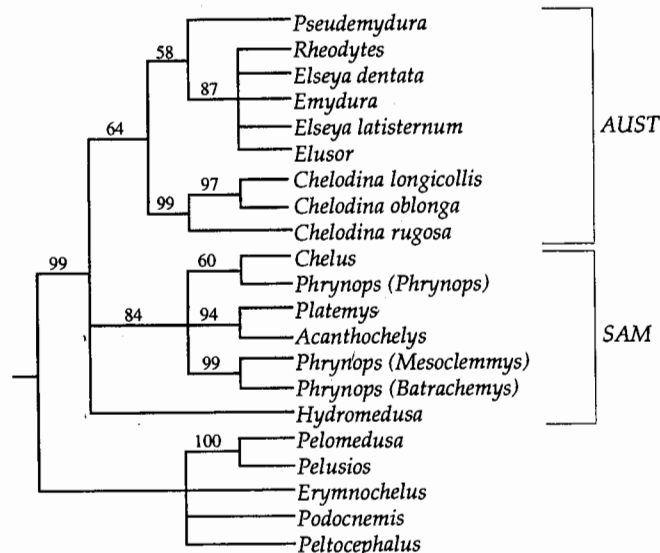 Pseudemydura
58
Rheodytes
Elseya dentata
87
Emydura
Elseya latisternum
64
AUST
Elusor
Chelodina longicollis
97
Chelodina oblonga
99
Chelodina rugosa
Chelus
60
99
Phrynops (Phrynops)
Platemys
84
94
SAM
Acanthochelys
Phrynops (Mesoclemmys)
99
Phrynops (Batrachemys)
Hydromedusa
Pelomedusa
100
Pelusios
Erymnochelus
Podocnemis
Peltocephalus